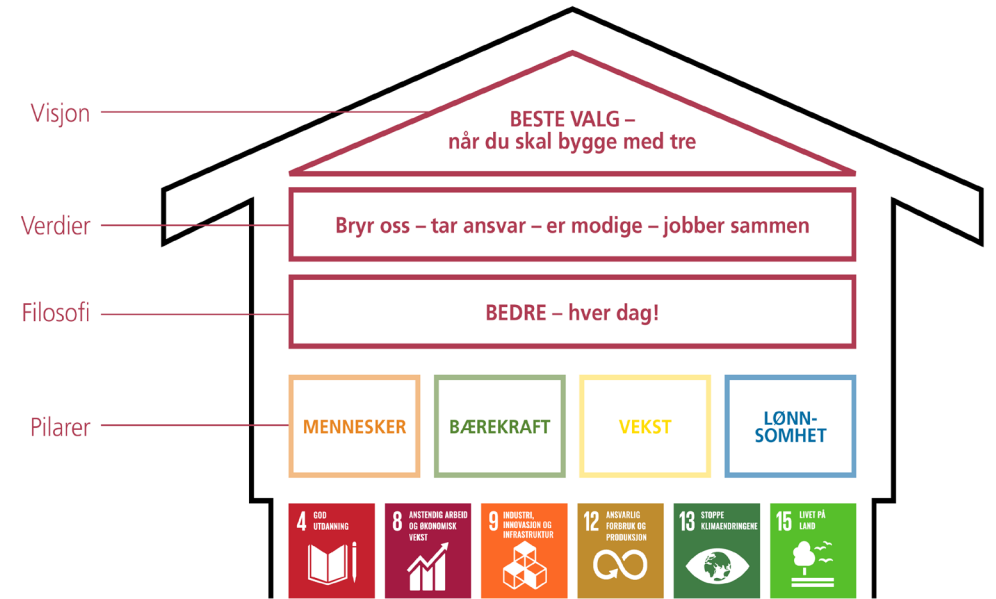 Visjon
BESTE VALG –
når du skal bygge med tre
Verdier
Bryr oss – tar ansvar – er modige – jobber sammen
Filosofi
BEDRE – hver dag!
Pilarer
MENNESKER
BÆREKRAFT
VEKST
LØNN-
SOMHET
4 GOD
UTDANNING
8 ANSTENDIG ARBEID
OG ØKONOMISK
VEKST
9 INDUSTRI,
INNOVASJON OG
INFRASTRUKTUR
12 ANSVARLIG
FORBRUK OG
PRODUKSJON
13 STOPPE
KLIMAENDRINGENE
15 LIVET PÅ
LAND